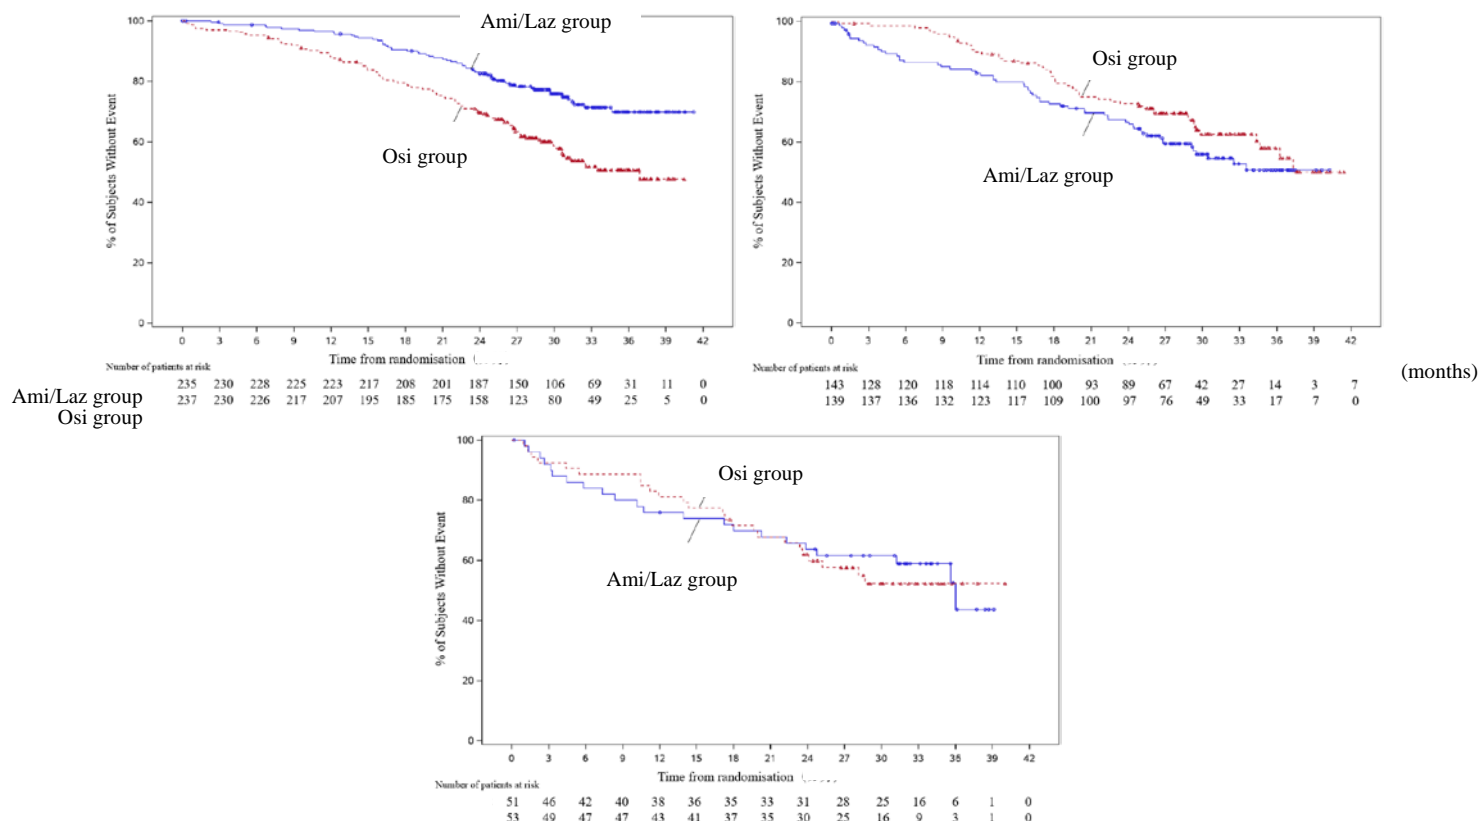 Ami/Laz group
Osi group
% of Subjects Without Event
100
80
60
40
20
0
0 3 6 9 12 15 18 21 24 27 30 33 36 39 42
Time from randomisation
Number of patients at risk
235 230 228 225 223 217 208 201 187 150 106 69 31 11 0
237 230 226 217 207 195 185 175 158 123 80 49 25 5 0
Ami/Laz group
Osi group
Osi group
Ami/Laz group
% of Subjects Without Event
100
80
60
40
20
0
0 3 6 9 12 15 18 21 24 27 30 33 36 39 42
Time from randomisation
(months)
Number of patients at risk
143 128 120 118 114 110 100 93 89 67 42 27 14 3 7
139 137 136 132 123 117 109 100 97 76 49 33 17 7 0
Osi group
Ami/Laz group
% of Subjects Without Event
100
80
60
40
20
0
0 3 6 9 12 15 18 21 24 27 30 33 36 39 42
Time from randomisation
Number of patients at risk
51 46 42 40 38 36 35 33 31 28 25 16 6 1 0
53 49 47 47 43 41 37 35 30 25 16 9 3 1 0